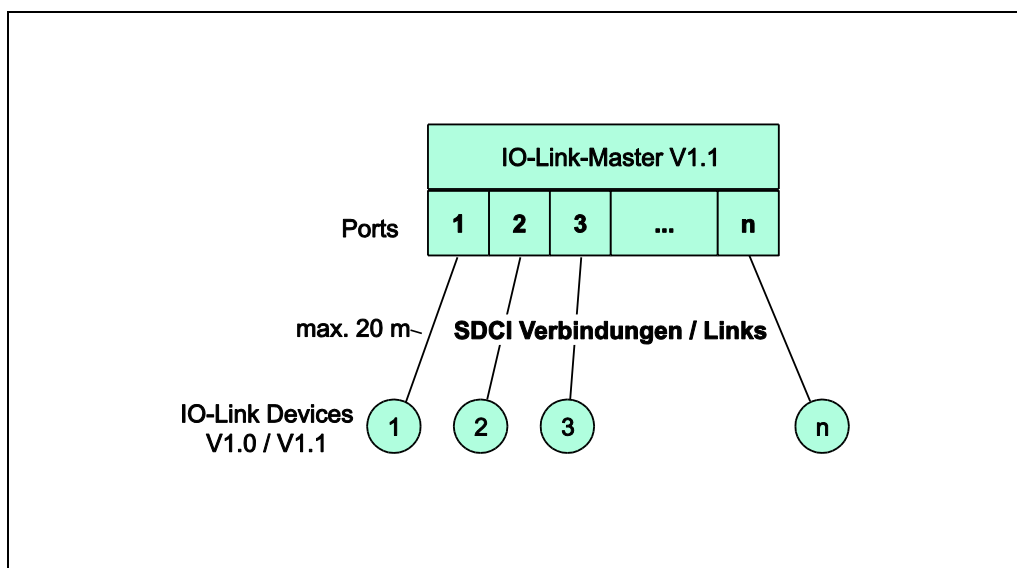 IO-Link-Master V1.1
Ports 1 2 3 ... n
max. 20 m SDCI Verbindungen / Links
IO-Link Devices
V1.0 / V1.1
1 2 3 n